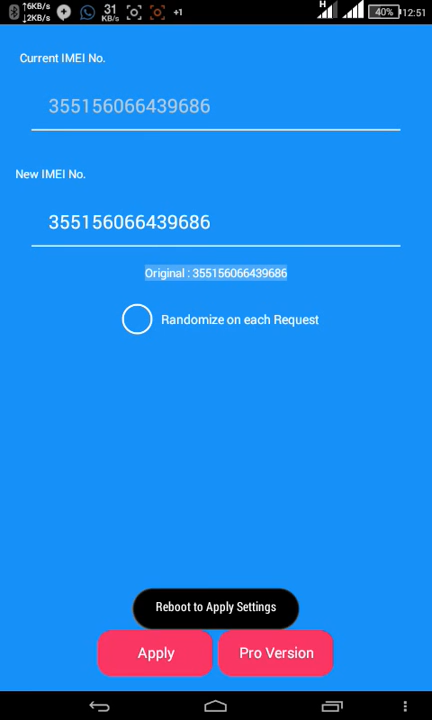 6KB/s
2KB/s
31
KB/s
+1
H
40%
12:51
Current IMEI No.
355156066439686
New IMEI No.
355156066439686
Original : 355156066439686
Randomize on each Request
Reboot to Apply Settings
Apply
Pro Version